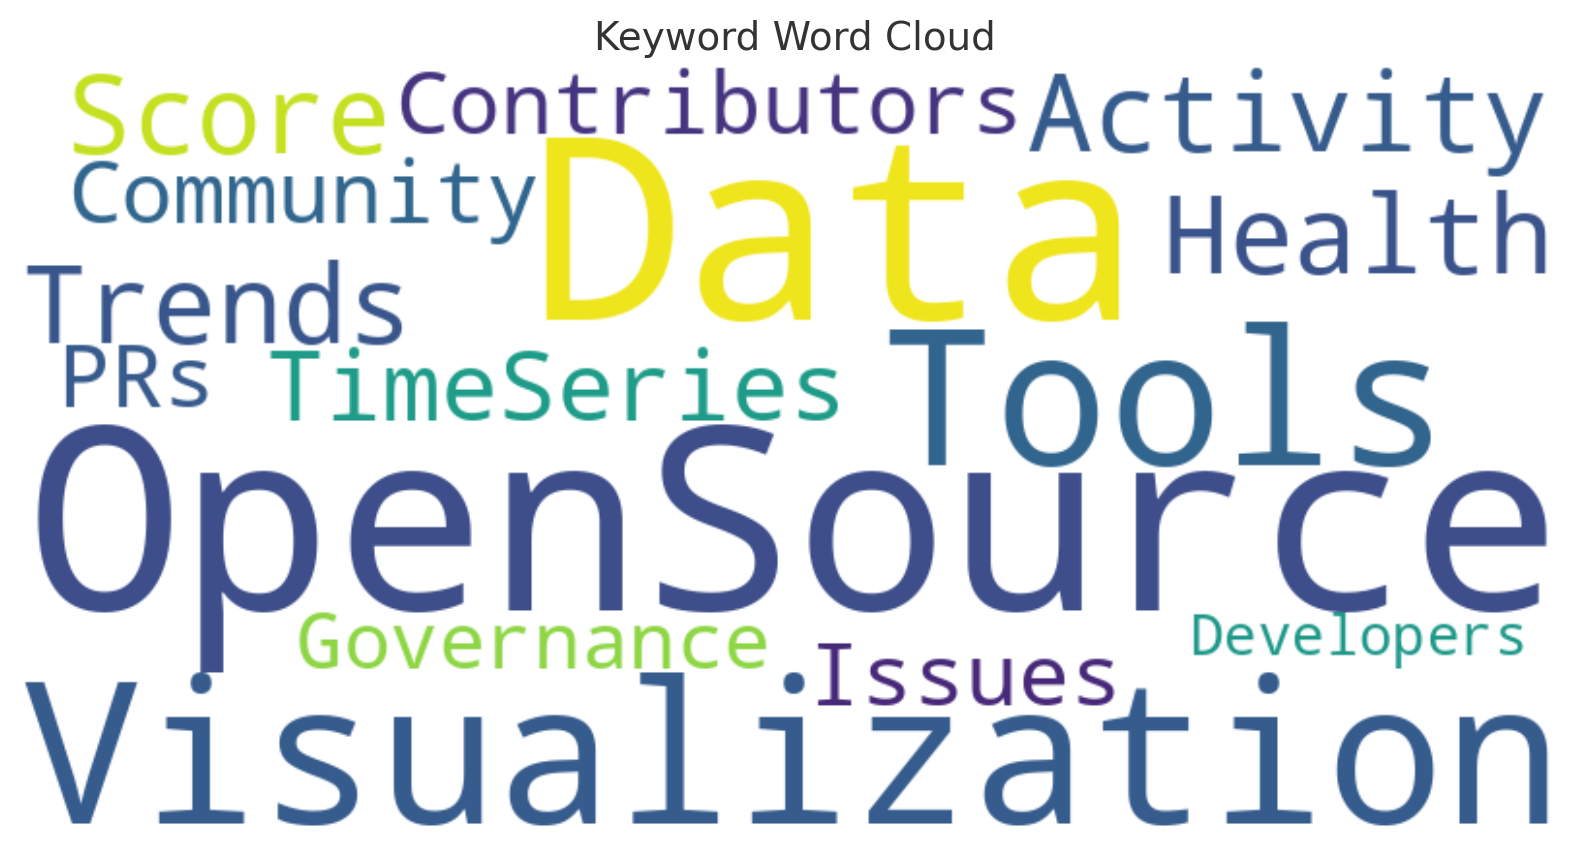 Keyword Word Cloud
Score Contributors Activity
Community Data Health
Trends
PRs TimeSeries Tools
OpenSource
Governance Issues Developers
Visualization